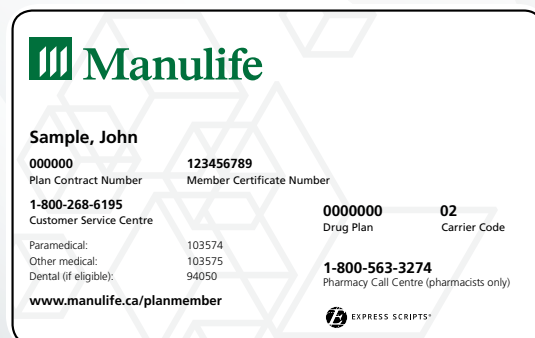 Manulife
Sample, John
000000 123456789
Plan Contract Number Member Certificate Number
1-800-268-6195
Customer Service Centre
0000000 02
Drug Plan Carrier Code
Paramedical: 103574
Other medical: 103575
Dental (if eligible): 94050
1-800-563-3274
Pharmacy Call Centre (pharmacists only)
www.manulife.ca/planmember
EXPRESS SCRIPTS®